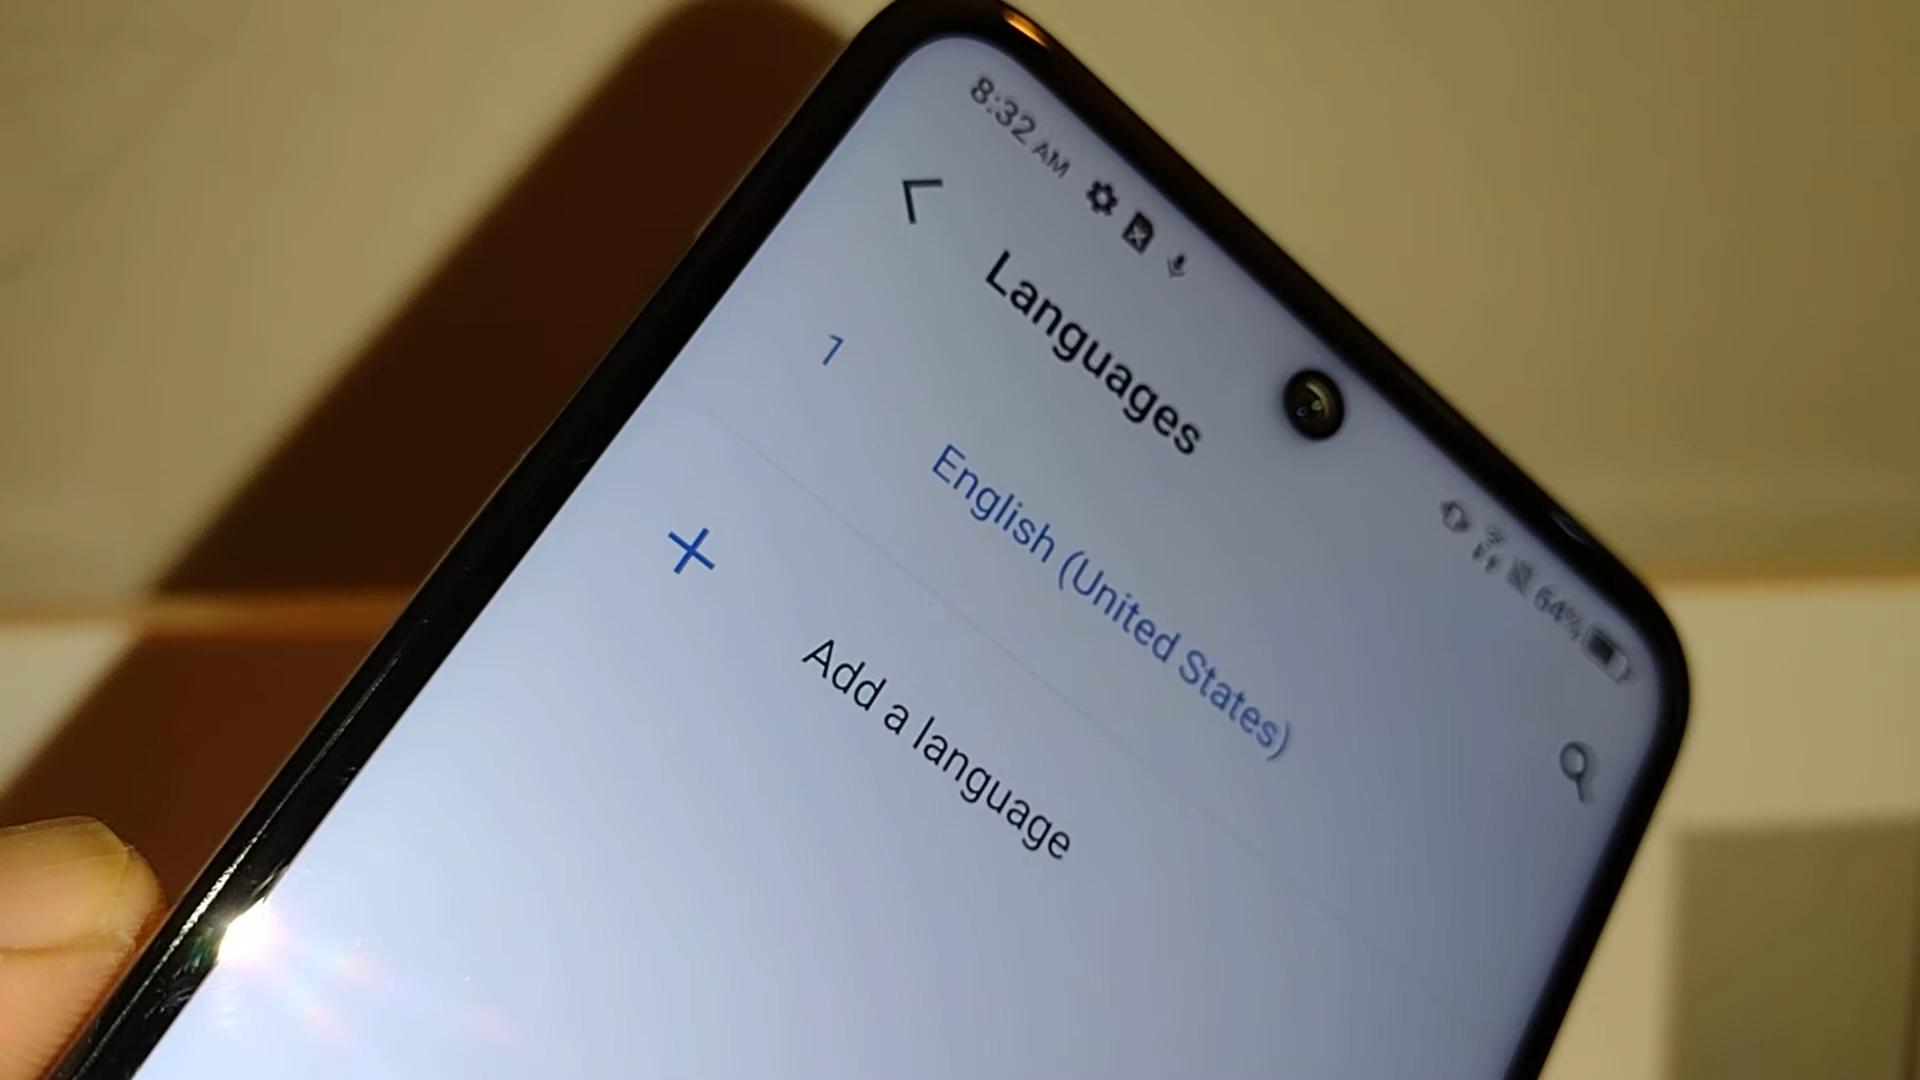 8:32 AM
64%
Languages
1
English (United States)
+ Add a language